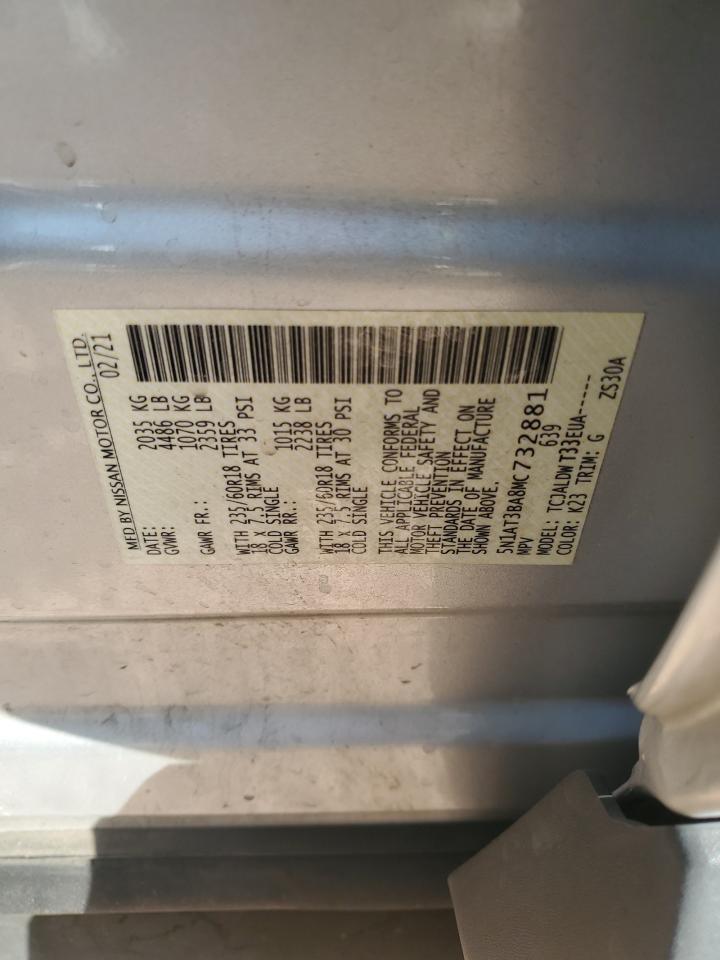 MFD BY NISSAN MOTOR CO., LTD.
DATE: 02/21
GVWR: 2035 KG
4486 LB
GAWR FR.: 1070 KG
2359 LB
WITH 235/60R18 TIRES
18 X 7.5 RIMS AT 33 PSI
COLD SINGLE
GAWR RR.: 1015 KG
2238 LB
WITH 235/60R18 TIRES
18 X 7.5 RIMS AT 30 PSI
COLD SINGLE
THIS VEHICLE CONFORMS TO
ALL APPLICABLE FEDERAL
MOTOR VEHICLE SAFETY AND
THEFT PREVENTION
STANDARDS IN EFFECT ON
THE DATE OF MANUFACTURE
SHOWN ABOVE.
5N1AT3BA8MC732881
MPV 639
MODEL: TCJALDWT33EUA-----
COLOR: K23 TRIM: G ZS30A